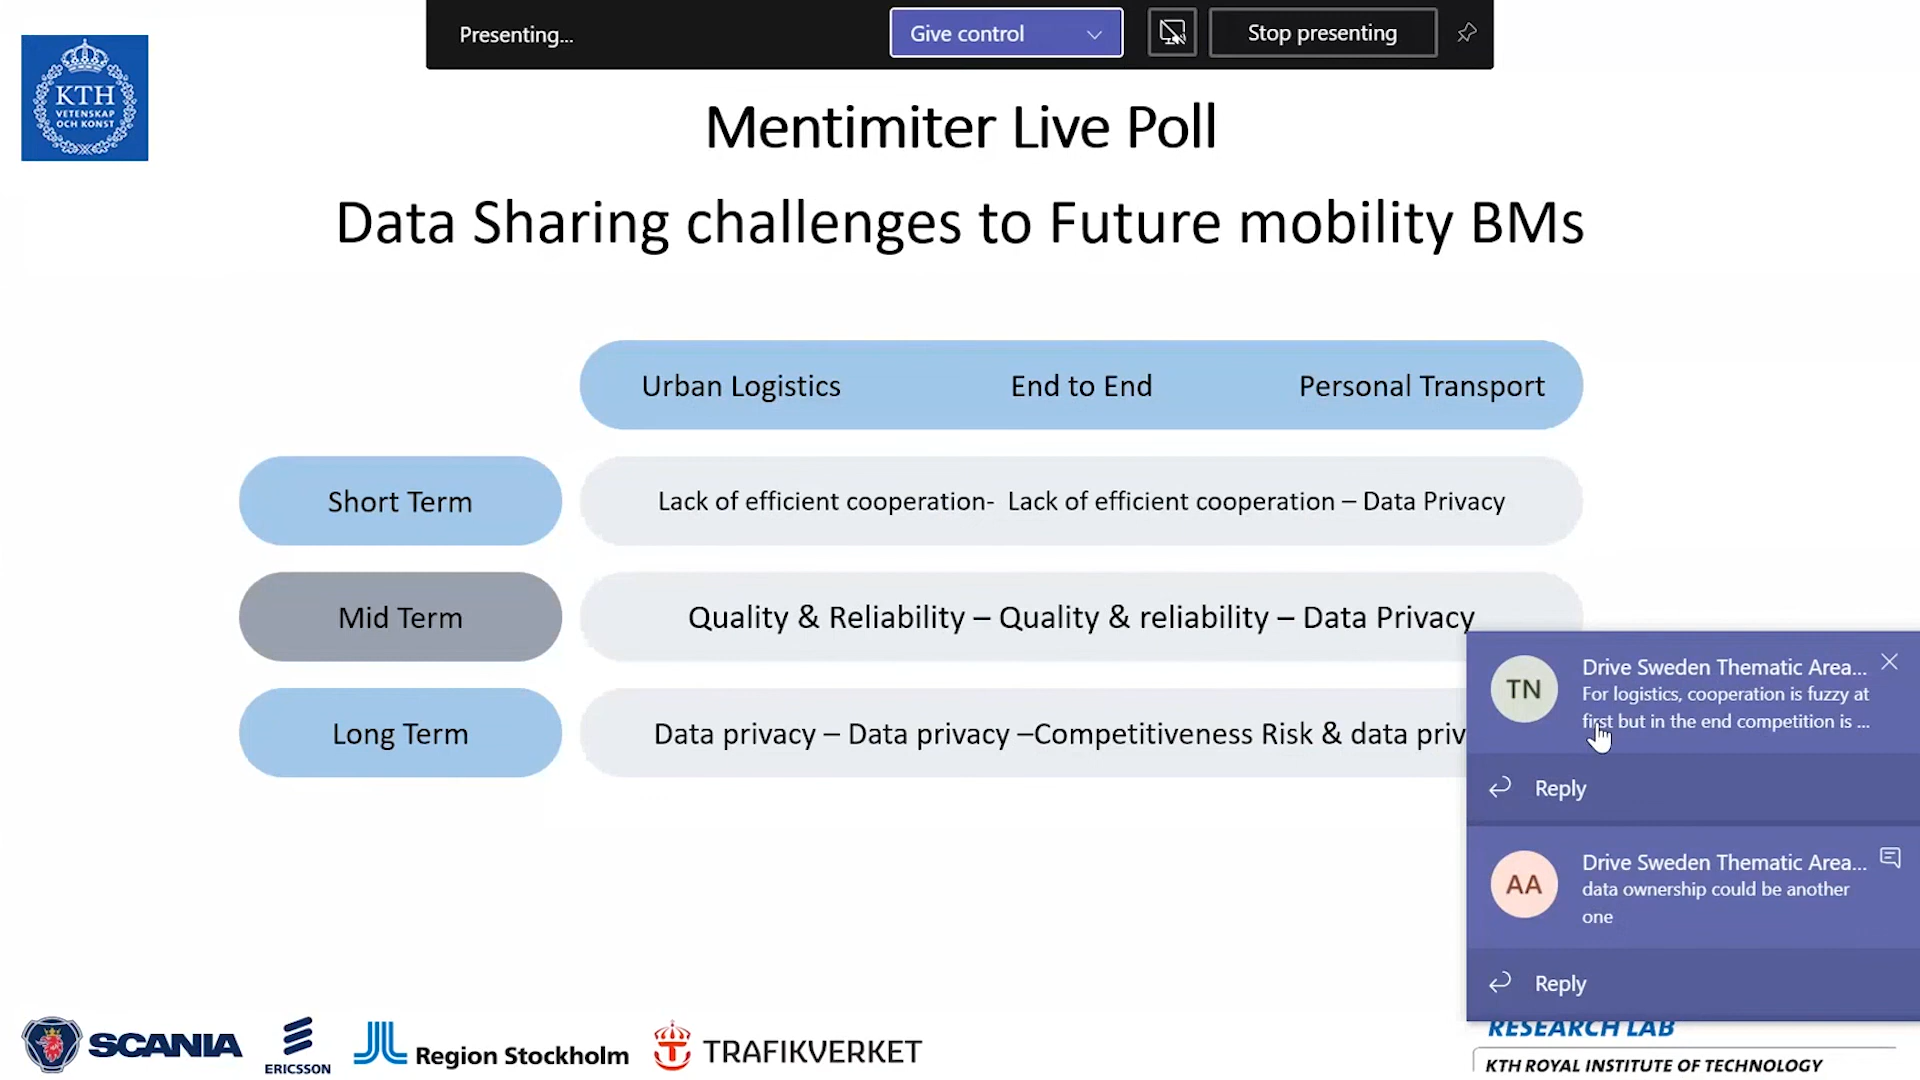 Presenting...
Give control
Stop presenting
KTH
VETENSKAP
OCH KONST
Mentimiter Live Poll
Data Sharing challenges to Future mobility BMs
Urban Logistics End to End Personal Transport
Short Term
Lack of efficient cooperation- Lack of efficient cooperation – Data Privacy
Mid Term
Quality & Reliability – Quality & reliability – Data Privacy
Long Term
Data privacy – Data privacy –Competitiveness Risk & data priv
TN
Drive Sweden Thematic Area...
For logistics, cooperation is fuzzy at
first but in the end competition is ...
Reply
AA
Drive Sweden Thematic Area...
data ownership could be another
one
Reply
SCANIA
ERICSSON
Region Stockholm
TRAFIKVERKET
RESEARCH LAB
KTH ROYAL INSTITUTE OF TECHNOLOGY